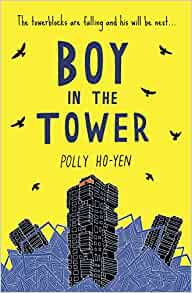 The towerblocks are falling and his will be next...
BOY
IN THE
TOWER
POLLY HO-YEN